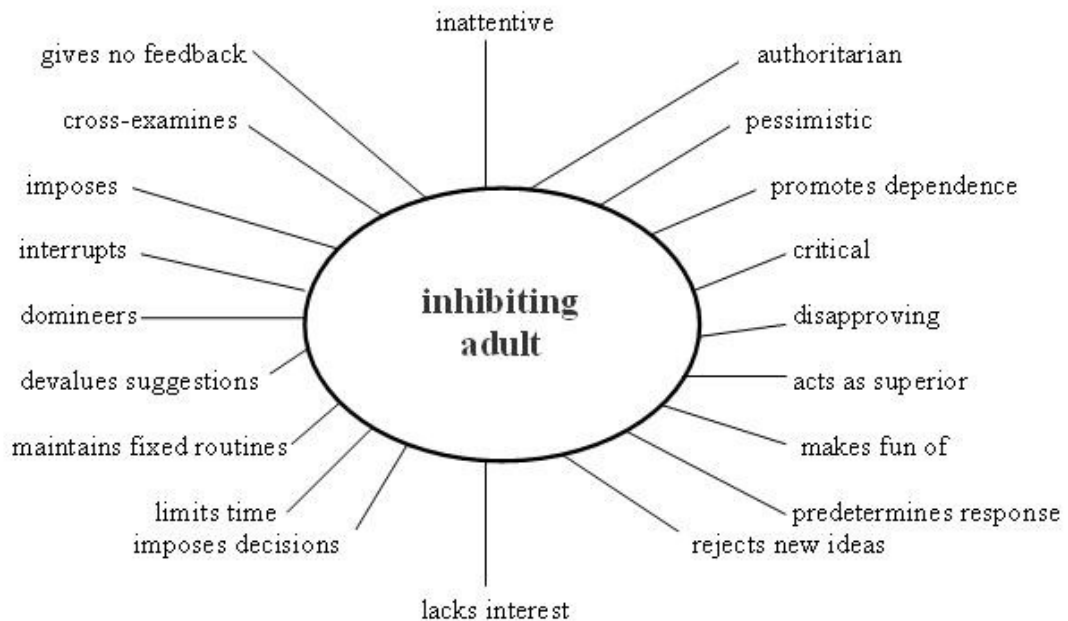 inattentive
gives no feedback
authoritarian
cross-examines
pessimistic
imposes
promotes dependence
interrupts
critical
inhibiting
adult
domineers
disapproving
devalues suggestions
acts as superior
maintains fixed routines
makes fun of
limits time
predetermines response
imposes decisions
rejects new ideas
lacks interest